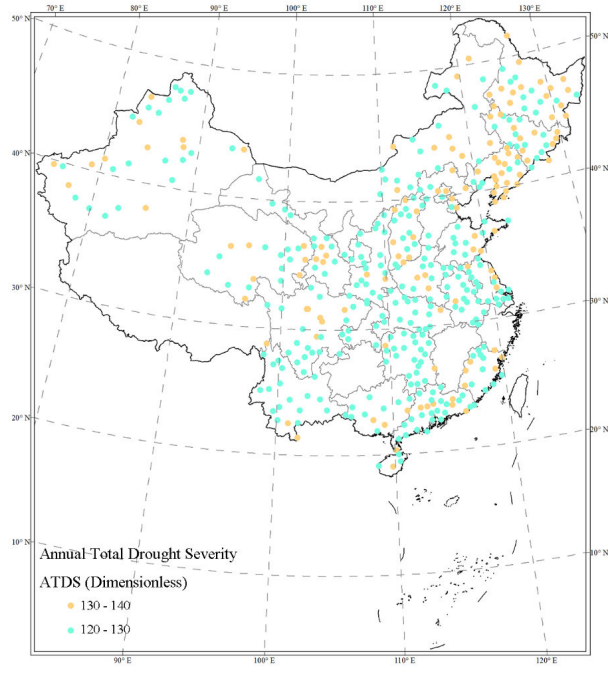 70° E 80° E 90° E 100° E 110° E 120° E 130° E
50° N 50° N
40° N 40° N
30° N 30° N
20° N 20° N
10° N 10° N
Annual Total Drought Severity
ATDS (Dimensionless)
130 - 140
120 - 130
90° E 100° E 110° E 120° E